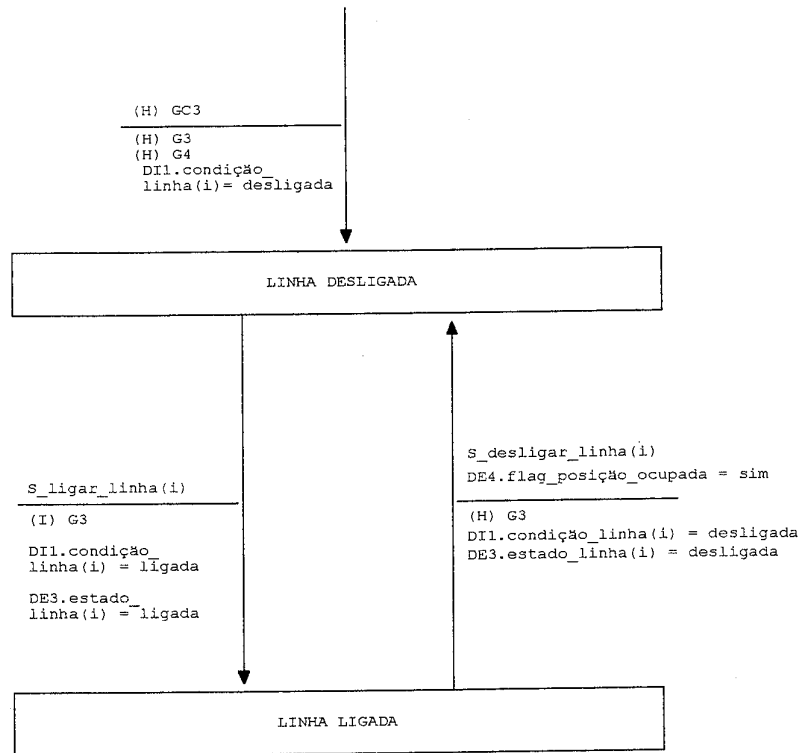 (H) GC3
(H) G3
(H) G4
DI1.condição_
linha(i)= desligada
LINHA DESLIGADA
S_ligar_linha(i)
(I) G3
DI1.condição_
linha(i) = ligada
DE3.estado_
linha(i) = ligada
S_desligar_linha(i)
DE4.flag_posição_ocupada = sim
(H) G3
DI1.condição_linha(i) = desligada
DE3.estado_linha(i) = desligada
LINHA LIGADA